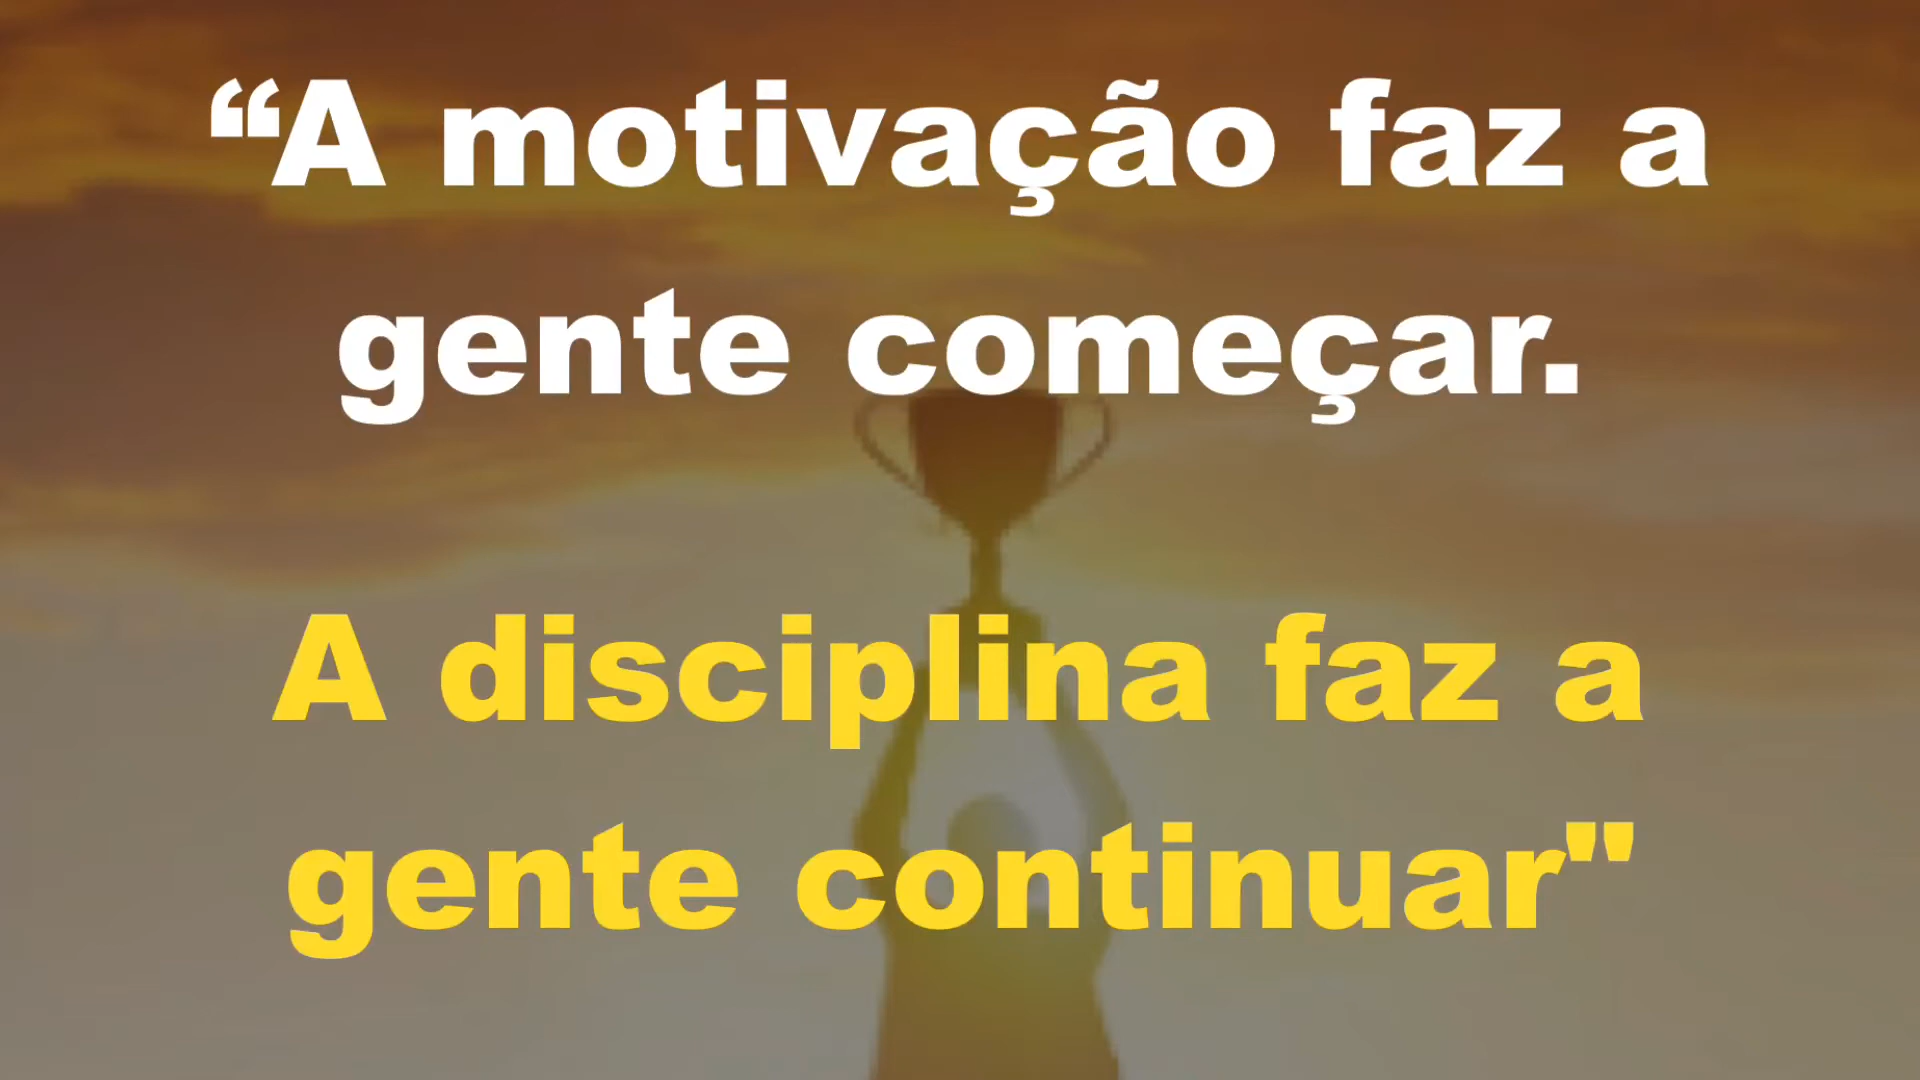 “A motivação faz a
gente começar.
A disciplina faz a
gente continuar"